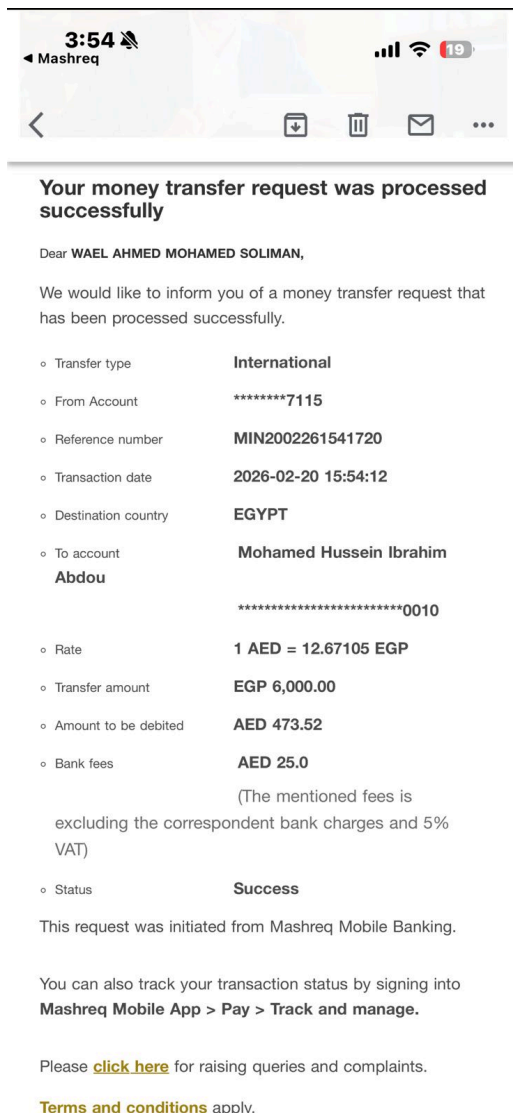 3:54
◀ Mashreq
19
Your money transfer request was processed
successfully
Dear WAEL AHMED MOHAMED SOLIMAN,
We would like to inform you of a money transfer request that
has been processed successfully.
Transfer type International
From Account ********7115
Reference number MIN2002261541720
Transaction date 2026-02-20 15:54:12
Destination country EGYPT
To account Mohamed Hussein Ibrahim
Abdou
*************************0010
Rate 1 AED = 12.67105 EGP
Transfer amount EGP 6,000.00
Amount to be debited AED 473.52
Bank fees AED 25.0
(The mentioned fees is
excluding the correspondent bank charges and 5%
VAT)
Status Success
This request was initiated from Mashreq Mobile Banking.
You can also track your transaction status by signing into
Mashreq Mobile App > Pay > Track and manage.
Please click here for raising queries and complaints.
Terms and conditions apply.